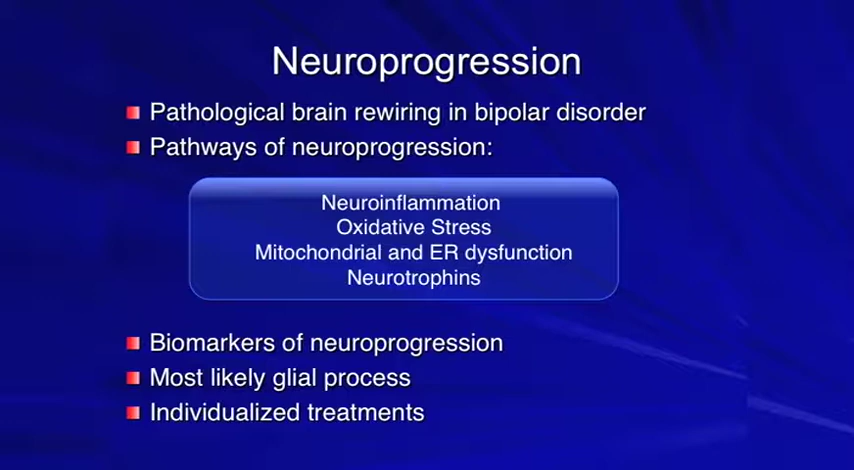 Neuroprogression
Pathological brain rewiring in bipolar disorder
Pathways of neuroprogression:
Neuroinflammation
Oxidative Stress
Mitochondrial and ER dysfunction
Neurotrophins
Biomarkers of neuroprogression
Most likely glial process
Individualized treatments